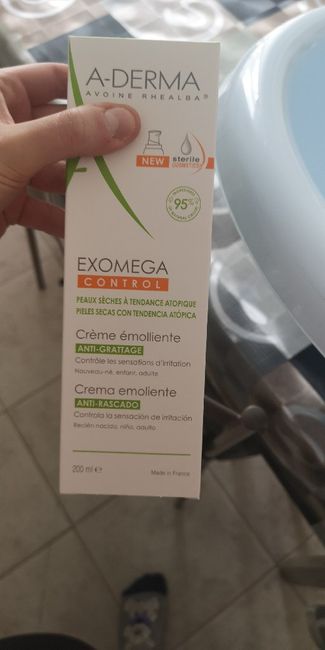 A-DERMA
AVOINE RHEALBA®
NEW
sterile
COSMETICS
95%
EXOMEGA
CONTROL
PEAUX SÈCHES À TENDANCE ATOPIQUE
PIELES SECAS CON TENDENCIA ATÓPICA
Crème émolliente
ANTI-GRATTAGE
Contrôle les sensations d'irritation
Nouveau-né, enfant, adulte
Crema emoliente
ANTI-RASCADO
Controla la sensación de irritación
Recién nacido, niño, adulto
200 ml ℮
Made in France